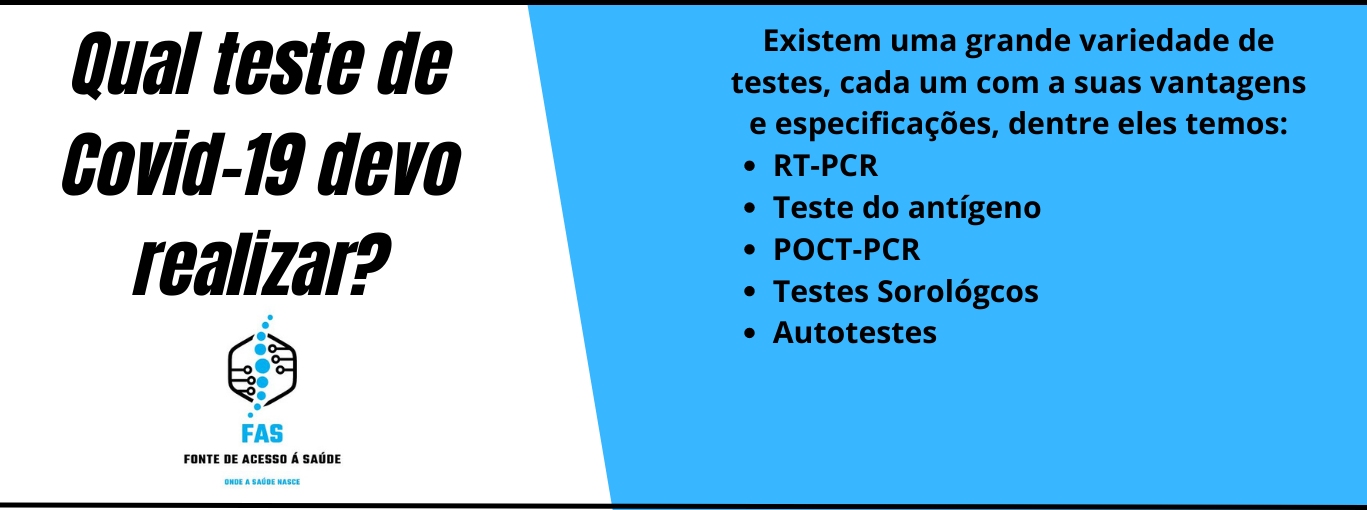 Qual teste de
Covid-19 devo
realizar?
FAS
FONTE DE ACESSO Á SAÚDE
ONDE A SAÚDE NASCE
Existem uma grande variedade de
testes, cada um com a suas vantagens
e especificações, dentre eles temos:
• RT-PCR
• Teste do antígeno
• POCT-PCR
• Testes Sorológcos
• Autotestes